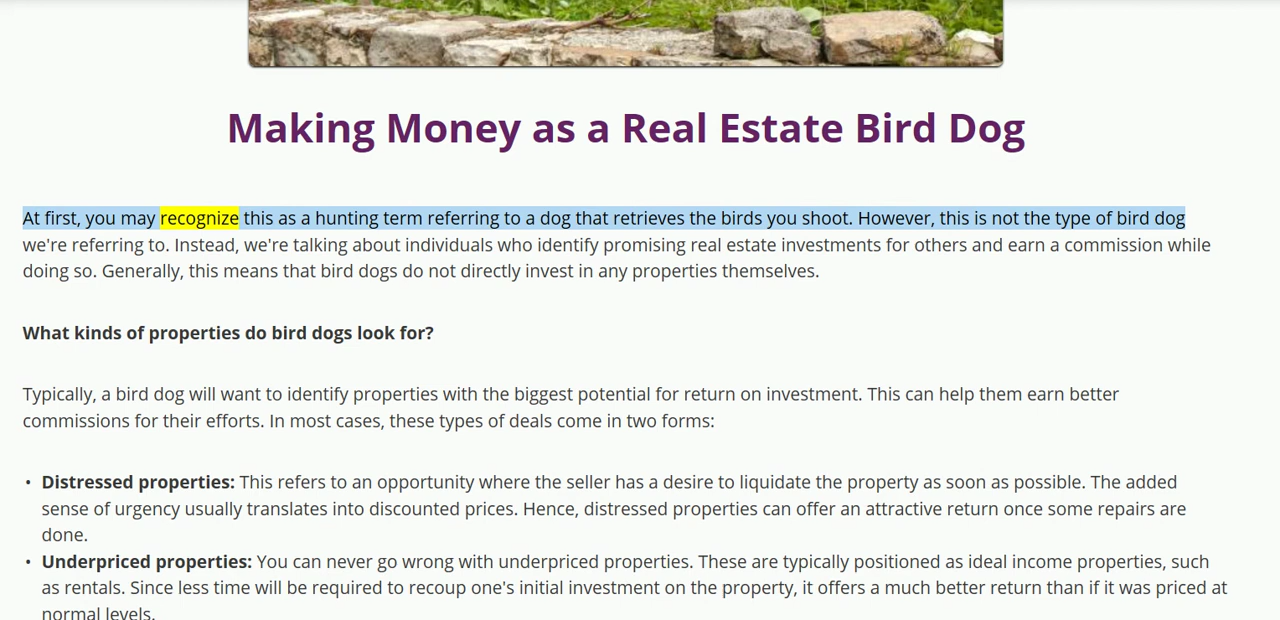 Making Money as a Real Estate Bird Dog
At first, you may recognize this as a hunting term referring to a dog that retrieves the birds you shoot. However, this is not the type of bird dog
we're referring to. Instead, we're talking about individuals who identify promising real estate investments for others and earn a commission while
doing so. Generally, this means that bird dogs do not directly invest in any properties themselves.
What kinds of properties do bird dogs look for?
Typically, a bird dog will want to identify properties with the biggest potential for return on investment. This can help them earn better
commissions for their efforts. In most cases, these types of deals come in two forms:
• Distressed properties: This refers to an opportunity where the seller has a desire to liquidate the property as soon as possible. The added
sense of urgency usually translates into discounted prices. Hence, distressed properties can offer an attractive return once some repairs are
done.
• Underpriced properties: You can never go wrong with underpriced properties. These are typically positioned as ideal income properties, such
as rentals. Since less time will be required to recoup one's initial investment on the property, it offers a much better return than if it was priced at
normal levels.